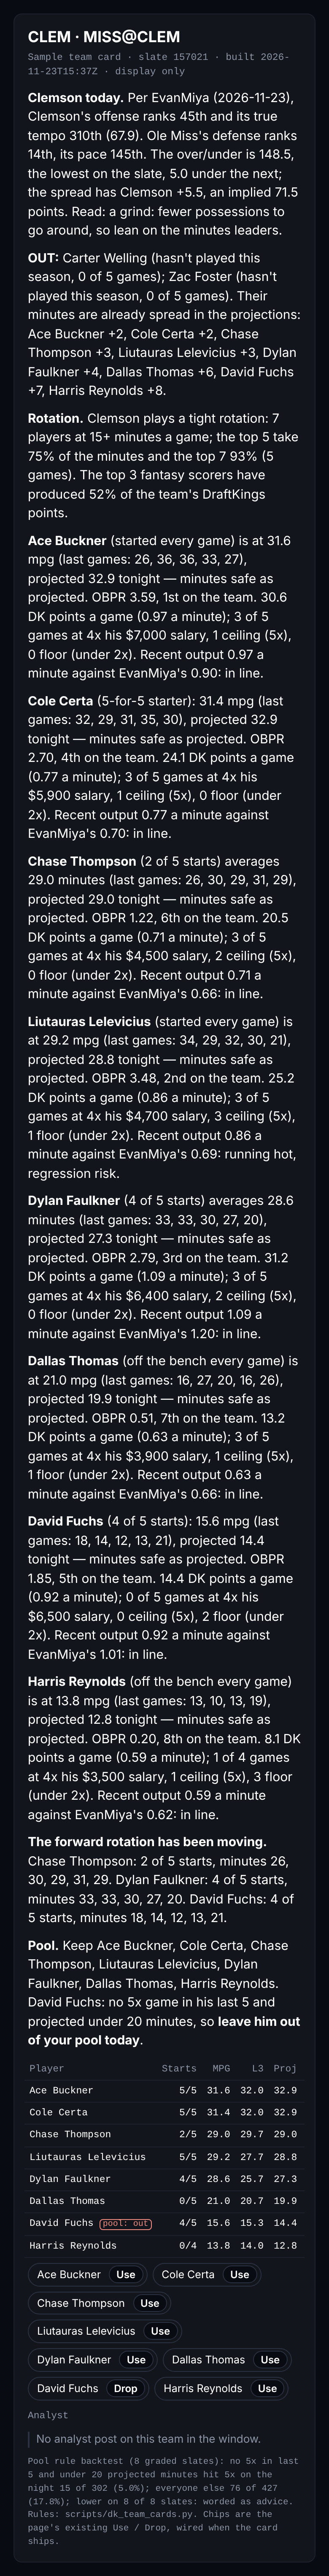 CLEM · MISS@CLEM
Sample team card · slate 157021 · built 2026-
11-23T15:37Z · display only
Clemson today. Per EvanMiya (2026-11-23),
Clemson's offense ranks 45th and its true
tempo 310th (67.9). Ole Miss's defense ranks
14th, its pace 145th. The over/under is 148.5,
the lowest on the slate, 5.0 under the next;
the spread has Clemson +5.5, an implied 71.5
points. Read: a grind: fewer possessions to
go around, so lean on the minutes leaders.
OUT: Carter Welling (hasn't played this
season, 0 of 5 games); Zac Foster (hasn't
played this season, 0 of 5 games). Their
minutes are already spread in the projections:
Ace Buckner +2, Cole Certa +2, Chase
Thompson +3, Liutauras Lelevicius +3, Dylan
Faulkner +4, Dallas Thomas +6, David Fuchs
+7, Harris Reynolds +8.
Rotation. Clemson plays a tight rotation: 7
players at 15+ minutes a game; the top 5 take
75% of the minutes and the top 7 93% (5
games). The top 3 fantasy scorers have
produced 52% of the team's DraftKings
points.
Ace Buckner (started every game) is at 31.6
mpg (last games: 26, 36, 36, 33, 27),
projected 32.9 tonight — minutes safe as
projected. OBPR 3.59, 1st on the team. 30.6
DK points a game (0.97 a minute); 3 of 5
games at 4x his $7,000 salary, 1 ceiling (5x),
0 floor (under 2x). Recent output 0.97 a
minute against EvanMiya's 0.90: in line.
Cole Certa (5-for-5 starter): 31.4 mpg (last
games: 32, 29, 31, 35, 30), projected 32.9
tonight — minutes safe as projected. OBPR
2.70, 4th on the team. 24.1 DK points a game
(0.77 a minute); 3 of 5 games at 4x his
$5,900 salary, 1 ceiling (5x), 0 floor (under
2x). Recent output 0.77 a minute against
EvanMiya's 0.70: in line.
Chase Thompson (2 of 5 starts) averages
29.0 minutes (last games: 26, 30, 29, 31, 29),
projected 29.0 tonight — minutes safe as
projected. OBPR 1.22, 6th on the team. 20.5
DK points a game (0.71 a minute); 3 of 5
games at 4x his $4,500 salary, 2 ceiling (5x),
0 floor (under 2x). Recent output 0.71 a
minute against EvanMiya's 0.66: in line.
Liutauras Lelevicius (started every game) is
at 29.2 mpg (last games: 34, 29, 32, 30, 21),
projected 28.8 tonight — minutes safe as
projected. OBPR 3.48, 2nd on the team. 25.2
DK points a game (0.86 a minute); 3 of 5
games at 4x his $4,700 salary, 3 ceiling (5x),
1 floor (under 2x). Recent output 0.86 a
minute against EvanMiya's 0.69: running hot,
regression risk.
Dylan Faulkner (4 of 5 starts) averages 28.6
minutes (last games: 33, 33, 30, 27, 20),
projected 27.3 tonight — minutes safe as
projected. OBPR 2.79, 3rd on the team. 31.2
DK points a game (1.09 a minute); 3 of 5
games at 4x his $6,400 salary, 2 ceiling (5x),
0 floor (under 2x). Recent output 1.09 a
minute against EvanMiya's 1.20: in line.
Dallas Thomas (off the bench every game) is
at 21.0 mpg (last games: 16, 27, 20, 16, 26),
projected 19.9 tonight — minutes safe as
projected. OBPR 0.51, 7th on the team. 13.2
DK points a game (0.63 a minute); 3 of 5
games at 4x his $3,900 salary, 1 ceiling (5x),
1 floor (under 2x). Recent output 0.63 a
minute against EvanMiya's 0.66: in line.
David Fuchs (4 of 5 starts): 15.6 mpg (last
games: 18, 14, 12, 13, 21), projected 14.4
tonight — minutes safe as projected. OBPR
1.85, 5th on the team. 14.4 DK points a game
(0.92 a minute); 0 of 5 games at 4x his
$6,500 salary, 0 ceiling (5x), 2 floor (under
2x). Recent output 0.92 a minute against
EvanMiya's 1.01: in line.
Harris Reynolds (off the bench every game)
is at 13.8 mpg (last games: 13, 10, 13, 19),
projected 12.8 tonight — minutes safe as
projected. OBPR 0.20, 8th on the team. 8.1 DK
points a game (0.59 a minute); 1 of 4 games
at 4x his $3,500 salary, 1 ceiling (5x), 3 floor
(under 2x). Recent output 0.59 a minute
against EvanMiya's 0.62: in line.
The forward rotation has been moving.
Chase Thompson: 2 of 5 starts, minutes 26,
30, 29, 31, 29. Dylan Faulkner: 4 of 5 starts,
minutes 33, 33, 30, 27, 20. David Fuchs: 4 of
5 starts, minutes 18, 14, 12, 13, 21.
Pool. Keep Ace Buckner, Cole Certa, Chase
Thompson, Liutauras Lelevicius, Dylan
Faulkner, Dallas Thomas, Harris Reynolds.
David Fuchs: no 5x game in his last 5 and
projected under 20 minutes, so leave him out
of your pool today.
Player Starts MPG L3 Proj
Ace Buckner 5/5 31.6 32.0 32.9
Cole Certa 5/5 31.4 32.0 32.9
Chase Thompson 2/5 29.0 29.7 29.0
Liutauras Lelevicius 5/5 29.2 27.7 28.8
Dylan Faulkner 4/5 28.6 25.7 27.3
Dallas Thomas 0/5 21.0 20.7 19.9
David Fuchs pool: out 4/5 15.6 15.3 14.4
Harris Reynolds 0/4 13.8 14.0 12.8
Ace Buckner Use Cole Certa Use
Chase Thompson Use
Liutauras Lelevicius Use
Dylan Faulkner Use Dallas Thomas Use
David Fuchs Drop Harris Reynolds Use
Analyst
No analyst post on this team in the window.
Pool rule backtest (8 graded slates): no 5x in last
5 and under 20 projected minutes hit 5x on the
night 15 of 302 (5.0%); everyone else 76 of 427
(17.8%); lower on 8 of 8 slates: worded as advice.
Rules: scripts/dk_team_cards.py. Chips are the
page's existing Use / Drop, wired when the card
ships.